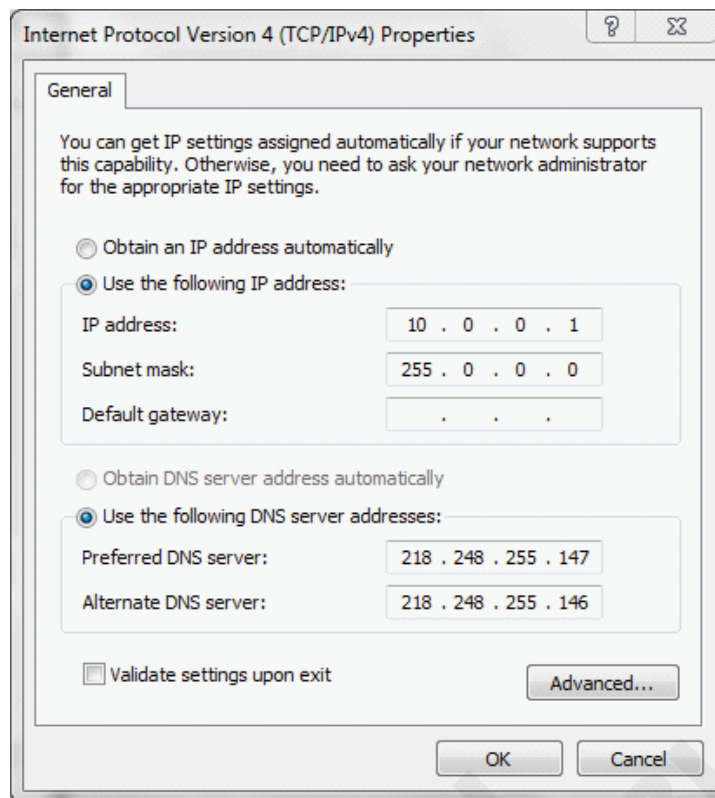 Internet Protocol Version 4 (TCP/IPv4) Properties
General
You can get IP settings assigned automatically if your network supports
this capability. Otherwise, you need to ask your network administrator
for the appropriate IP settings.
Obtain an IP address automatically
Use the following IP address:
IP address: 10 . 0 . 0 . 1
Subnet mask: 255 . 0 . 0 . 0
Default gateway: . . .
Obtain DNS server address automatically
Use the following DNS server addresses:
Preferred DNS server: 218 . 248 . 255 . 147
Alternate DNS server: 218 . 248 . 255 . 146
Validate settings upon exit
Advanced...
OK Cancel